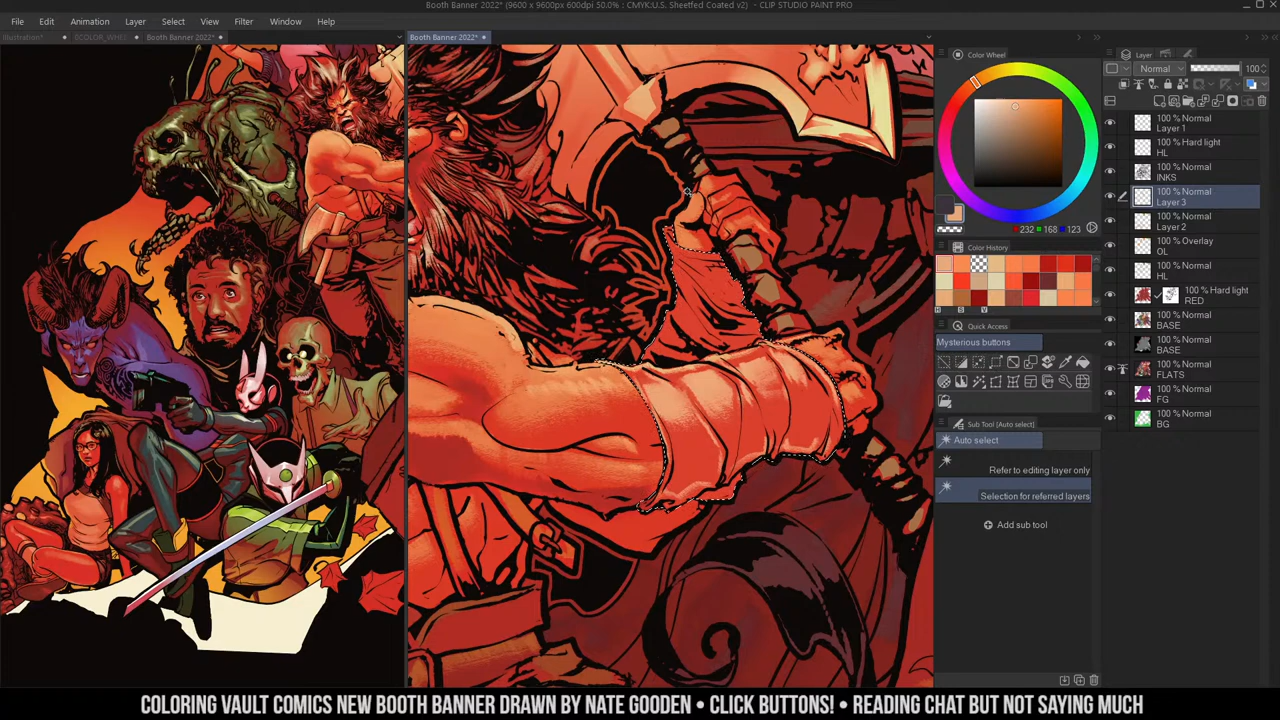 Booth Banner 2022* (9600 x 9600px 600dpi 50.0% : CMYK:U.S. Sheetfed Coated v2) - CLIP STUDIO PAINT PRO
File Edit Animation Layer Select View Filter Window Help
Illustration*
Booth Banner 2022*
Booth Banner 2022*
Color Wheel
232 168 123
Color History
H S V
Quick Access
Mysterious buttons
Sub Tool [Auto select]
Auto select
Refer to editing layer only
Selection for referred layers
Add sub tool
Layer
Normal 100
100 % Normal
Layer 1
100 % Hard light
HL
100 % Normal
INKS
100 % Normal
Layer 3
100 % Normal
Layer 2
100 % Overlay
OL
100 % Normal
HL
100 % Hard light
RED
100 % Normal
BASE
100 % Normal
BASE
100 % Normal
FLATS
100 % Normal
FG
100 % Normal
BG
COLORING VAULT COMICS NEW BOOTH BANNER DRAWN BY NATE GOODEN • CLICK BUTTONS! • READING CHAT BUT NOT SAYING MUCH